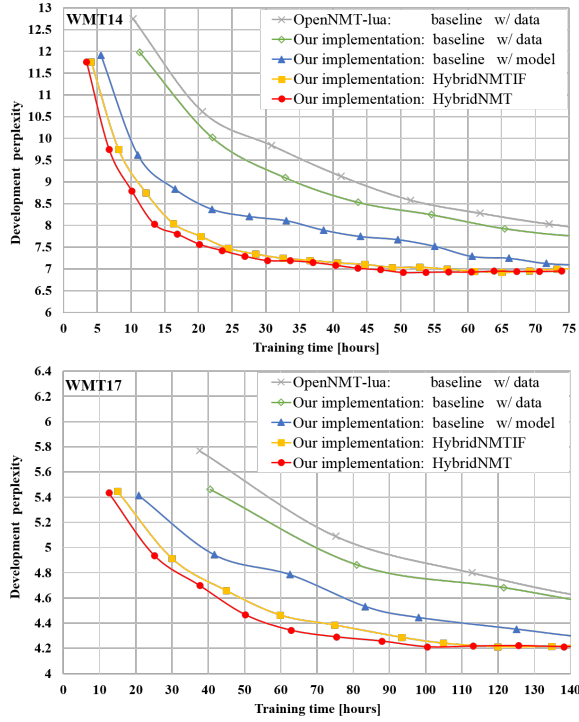 WMT14
OpenNMT-lua: baseline w/ data
Our implementation: baseline w/ data
Our implementation: baseline w/ model
Our implementation: HybridNMTIF
Our implementation: HybridNMT
Development perplexity
13
12.5
12
11.5
11
10.5
10
9.5
9
8.5
8
7.5
7
6.5
6
0 5 10 15 20 25 30 35 40 45 50 55 60 65 70 75
Training time [hours]
WMT17
OpenNMT-lua: baseline w/ data
Our implementation: baseline w/ data
Our implementation: baseline w/ model
Our implementation: HybridNMTIF
Our implementation: HybridNMT
Development perplexity
6.4
6.2
6
5.8
5.6
5.4
5.2
5
4.8
4.6
4.4
4.2
4
0 10 20 30 40 50 60 70 80 90 100 110 120 130 140
Training time [hours]